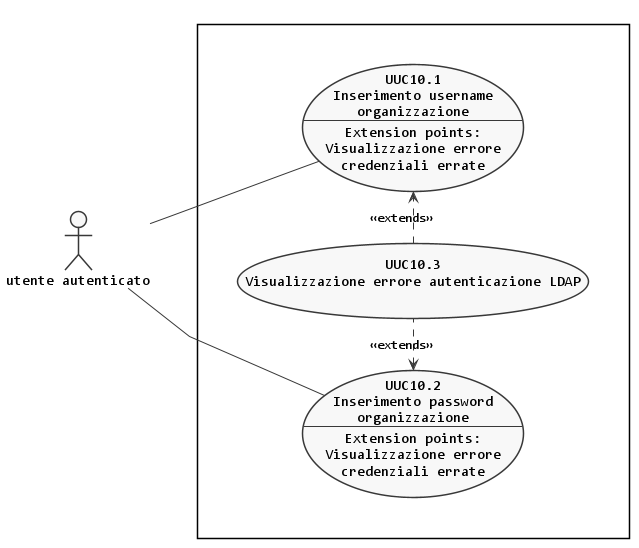 UUC10.1
Inserimento username
organizzazione
Extension points:
Visualizzazione errore
credenziali errate
«extends»
utente autenticato
UUC10.3
Visualizzazione errore autenticazione LDAP
«extends»
UUC10.2
Inserimento password
organizzazione
Extension points:
Visualizzazione errore
credenziali errate